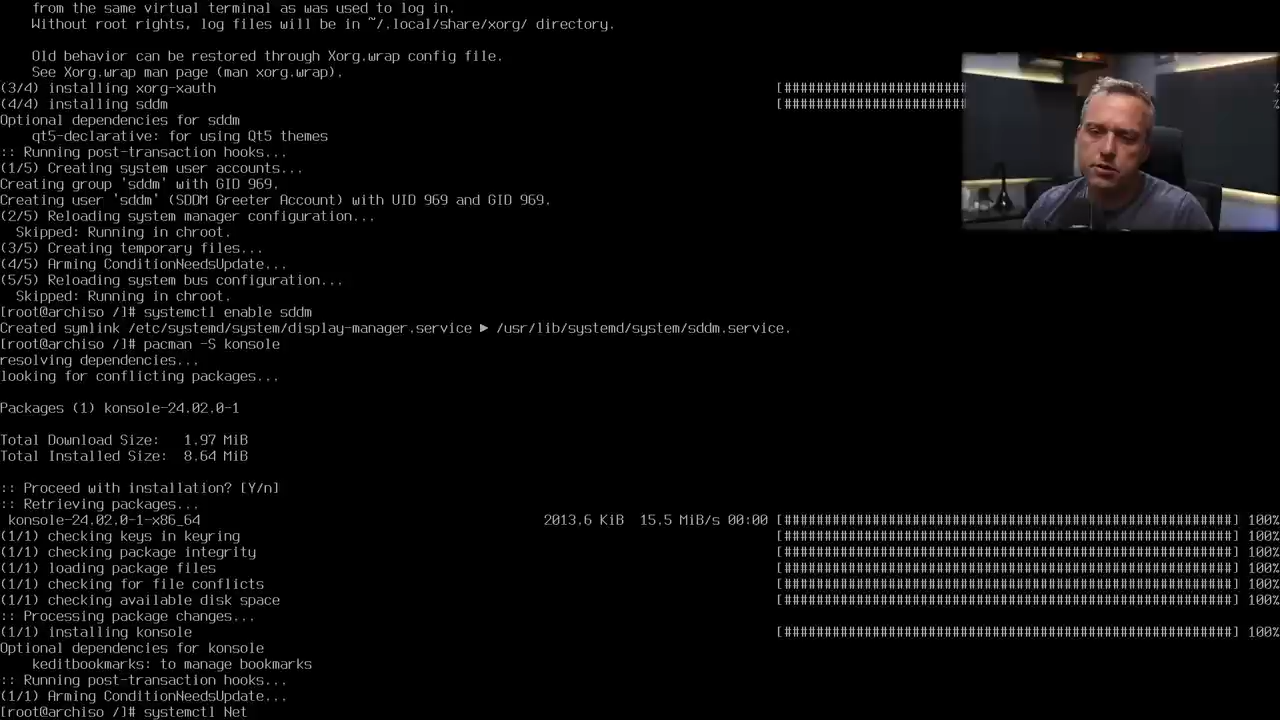 from the same virtual terminal as was used to log in.
Without root rights, log files will be in ~/.local/share/xorg/ directory.
Old behavior can be restored through Xorg.wrap config file.
See Xorg.wrap man page (man xorg.wrap).
(3/4) installing xorg-xauth [######################## %
(4/4) installing sddm [######################## %
Optional dependencies for sddm
qt5-declarative: for using Qt5 themes
:: Running post-transaction hooks...
(1/5) Creating system user accounts...
Creating group 'sddm' with GID 969.
Creating user 'sddm' (SDDM Greeter Account) with UID 969 and GID 969.
(2/5) Reloading system manager configuration...
Skipped: Running in chroot.
(3/5) Creating temporary files...
(4/5) Arming ConditionNeedsUpdate...
(5/5) Reloading system bus configuration...
Skipped: Running in chroot.
[root@archiso /]# systemctl enable sddm
Created symlink /etc/systemd/system/display-manager.service ► /usr/lib/systemd/system/sddm.service.
[root@archiso /]# pacman -S konsole
resolving dependencies...
looking for conflicting packages...
Packages (1) konsole-24.02.0-1
Total Download Size: 1.97 MiB
Total Installed Size: 8.64 MiB
:: Proceed with installation? [Y/n]
:: Retrieving packages...
konsole-24.02.0-1-x86_64 2013.6 KiB 15.5 MiB/s 00:00 [########################################################] 100%
(1/1) checking keys in keyring [########################################################] 100%
(1/1) checking package integrity [########################################################] 100%
(1/1) loading package files [########################################################] 100%
(1/1) checking for file conflicts [########################################################] 100%
(1/1) checking available disk space [########################################################] 100%
:: Processing package changes...
(1/1) installing konsole [########################################################] 100%
Optional dependencies for konsole
keditbookmarks: to manage bookmarks
:: Running post-transaction hooks...
(1/1) Arming ConditionNeedsUpdate...
[root@archiso /]# systemctl Net